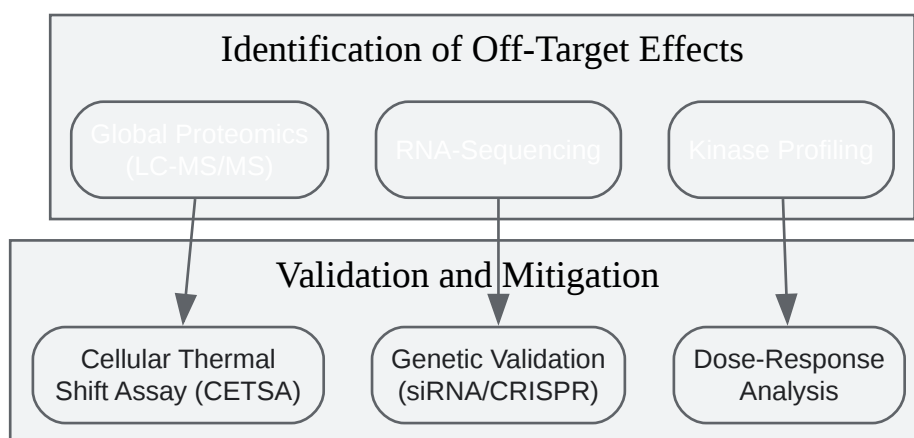 Identification of Off-Target Effects
Global Proteomics
(LC-MS/MS)
RNA-Sequencing
Kinase Profiling
Validation and Mitigation
Cellular Thermal
Shift Assay (CETSA)
Genetic Validation
(siRNA/CRISPR)
Dose-Response
Analysis